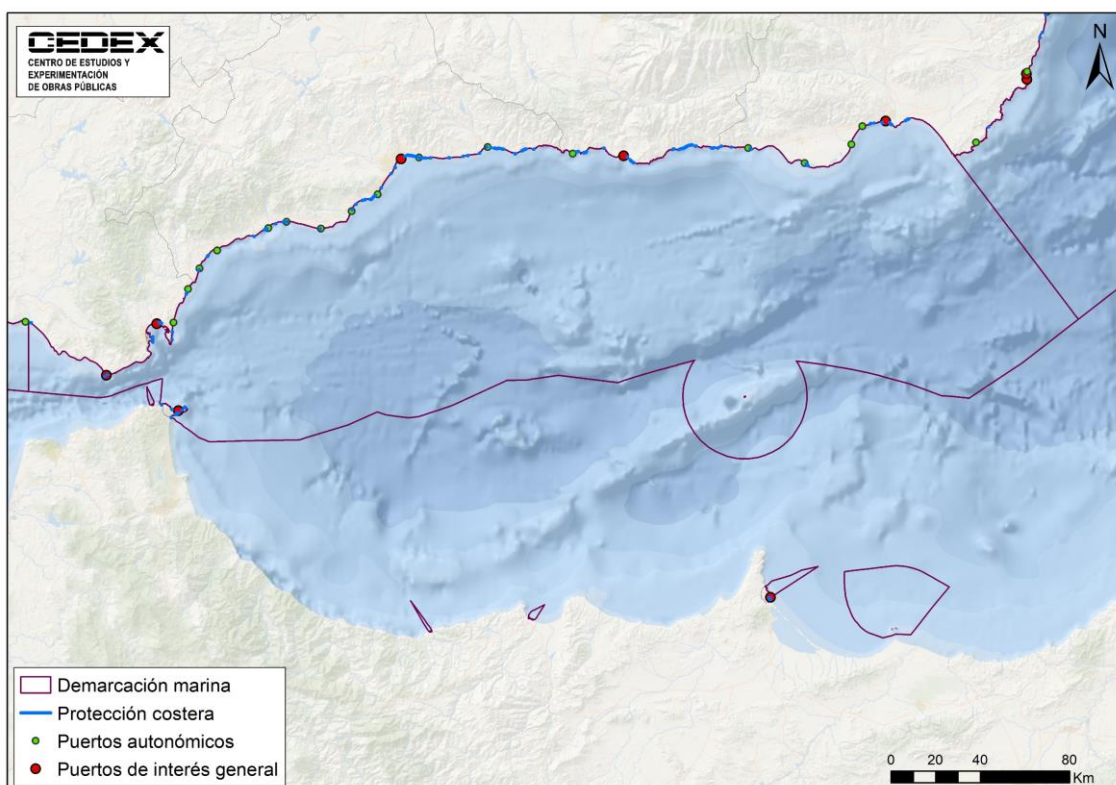 CEDEX
CENTRO DE ESTUDIOS Y
EXPERIMENTACIÓN
DE OBRAS PÚBLICAS
N
Demarcación marina
Protección costera
Puertos autonómicos
Puertos de interés general
0 20 40 80
Km